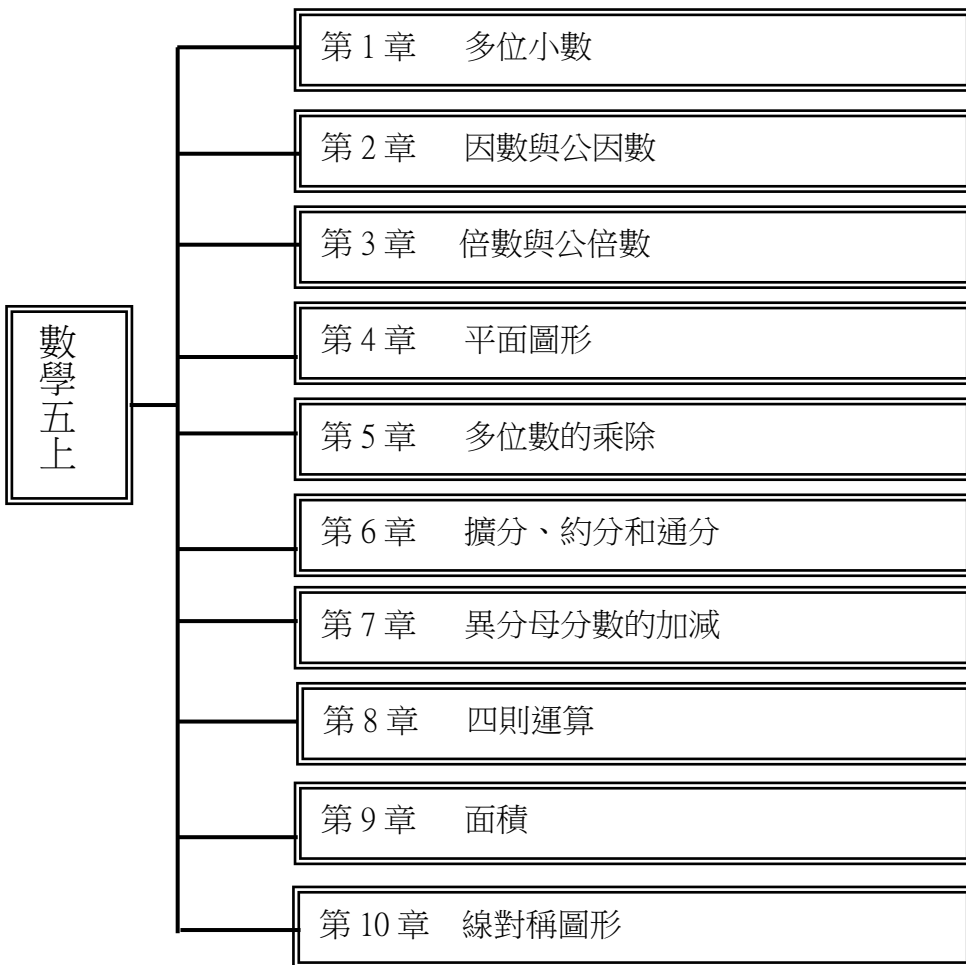 數學五上
第 1 章 多位小數
第 2 章 因數與公因數
第 3 章 倍數與公倍數
第 4 章 平面圖形
第 5 章 多位數的乘除
第 6 章 擴分、約分和通分
第 7 章 異分母分數的加減
第 8 章 四則運算
第 9 章 面積
第 10 章 線對稱圖形